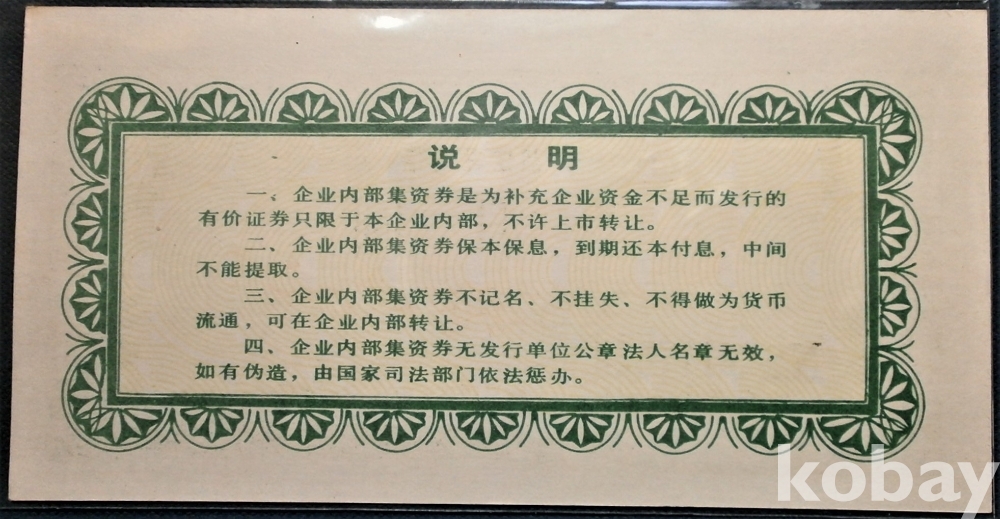 说明
一、企业内部集资券是为补充企业资金不足而发行的
有价证券只限于本企业内部，不许上市转让。
二、企业内部集资券保本保息，到期还本付息，中间
不能提取。
三、企业内部集资券不记名、不挂失、不得做为货币
流通，可在企业内部转让。
四、企业内部集资券无发行单位公章法人名章无效，
如有伪造，由国家司法部门依法惩办。
kobay